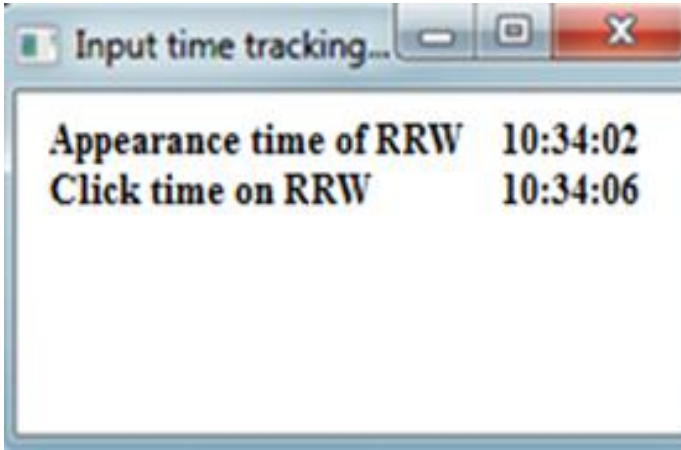 Input time tracking...
Appearance time of RRW 10:34:02
Click time on RRW 10:34:06